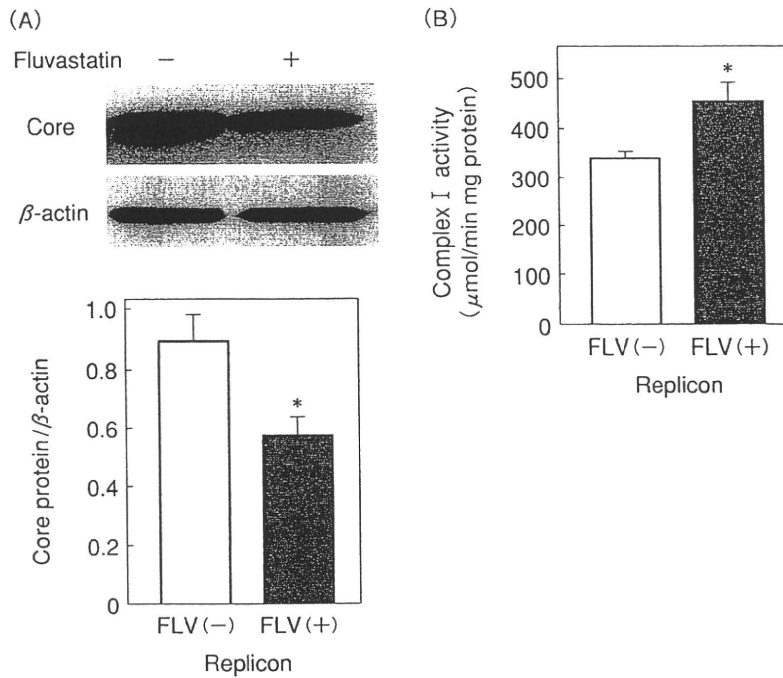 (A)
Fluvastatin − +
Core
β-actin
Core protein/β-actin
1.0
0.8
0.6
0.4
0.2
0
*
FLV(−) FLV(+)
Replicon
(B)
Complex I activity
(μmol/min mg protein)
500
400
300
200
100
0
*
FLV(−) FLV(+)
Replicon